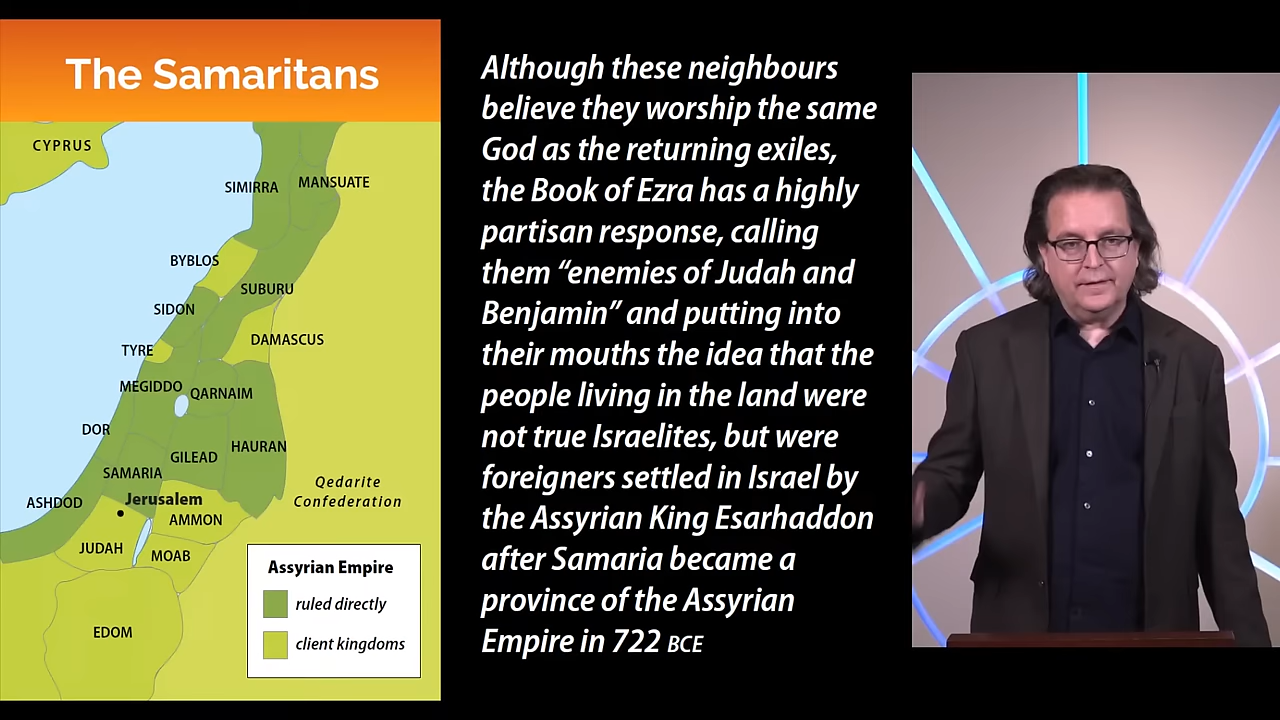 The Samaritans
CYPRUS
SIMIRRA
MANSUATE
BYBLOS
SUBURU
SIDON
DAMASCUS
TYRE
MEGIDDO
QARNAIM
DOR
HAURAN
GILEAD
SAMARIA
Qedarite
Confederation
ASHDOD
Jerusalem
AMMON
JUDAH
MOAB
EDOM
Assyrian Empire
ruled directly
client kingdoms
Although these neighbours
believe they worship the same
God as the returning exiles,
the Book of Ezra has a highly
partisan response, calling
them “enemies of Judah and
Benjamin” and putting into
their mouths the idea that the
people living in the land were
not true Israelites, but were
foreigners settled in Israel by
the Assyrian King Esarhaddon
after Samaria became a
province of the Assyrian
Empire in 722 BCE